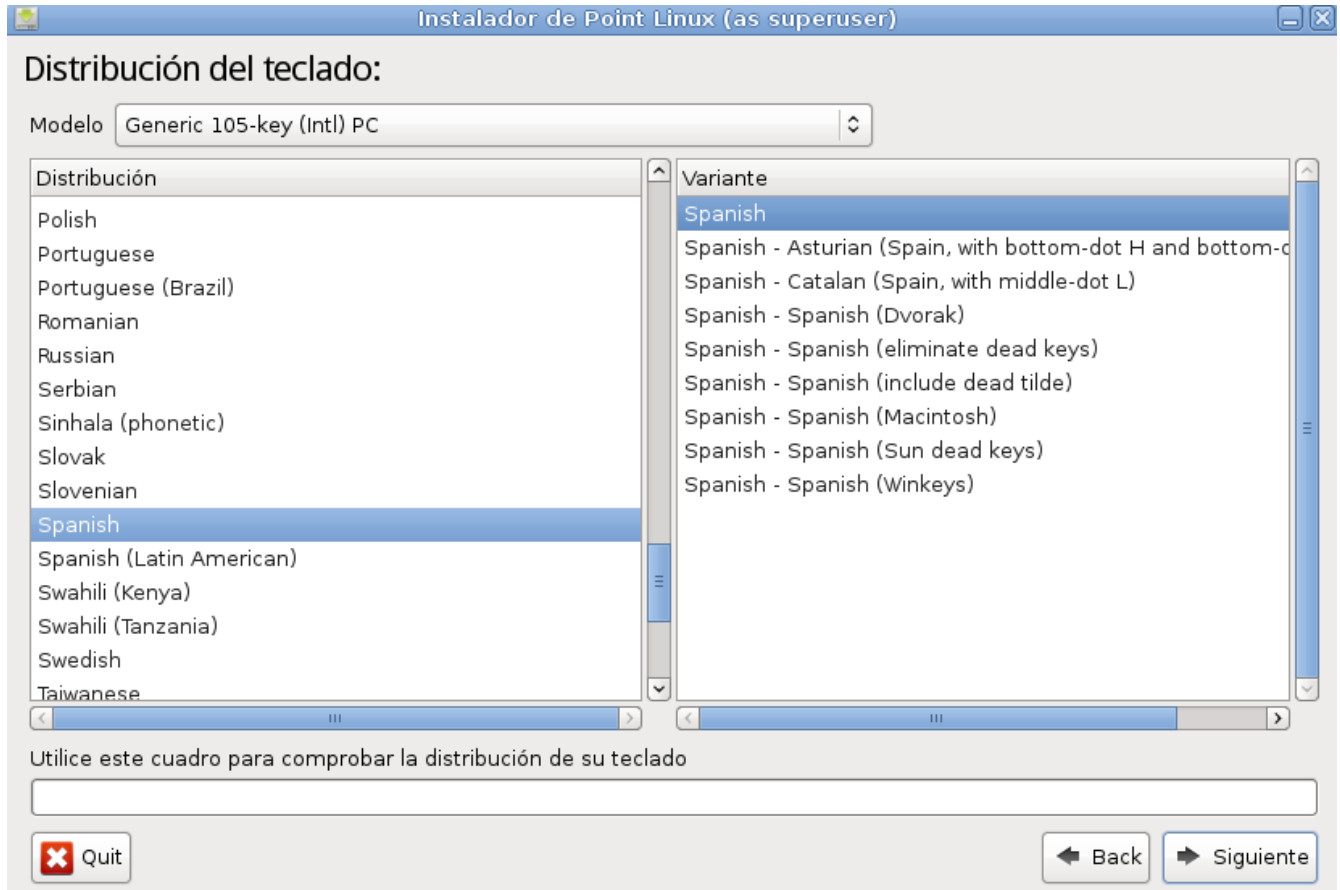 Instalador de Point Linux (as superuser)
Distribución del teclado:
Modelo Generic 105-key (Intl) PC
Distribución
Polish
Portuguese
Portuguese (Brazil)
Romanian
Russian
Serbian
Sinhala (phonetic)
Slovak
Slovenian
Spanish
Spanish (Latin American)
Swahili (Kenya)
Swahili (Tanzania)
Swedish
Taiwanese
Variante
Spanish
Spanish - Asturian (Spain, with bottom-dot H and bottom-d
Spanish - Catalan (Spain, with middle-dot L)
Spanish - Spanish (Dvorak)
Spanish - Spanish (eliminate dead keys)
Spanish - Spanish (include dead tilde)
Spanish - Spanish (Macintosh)
Spanish - Spanish (Sun dead keys)
Spanish - Spanish (Winkeys)
Utilice este cuadro para comprobar la distribución de su teclado
Quit
Back
Siguiente